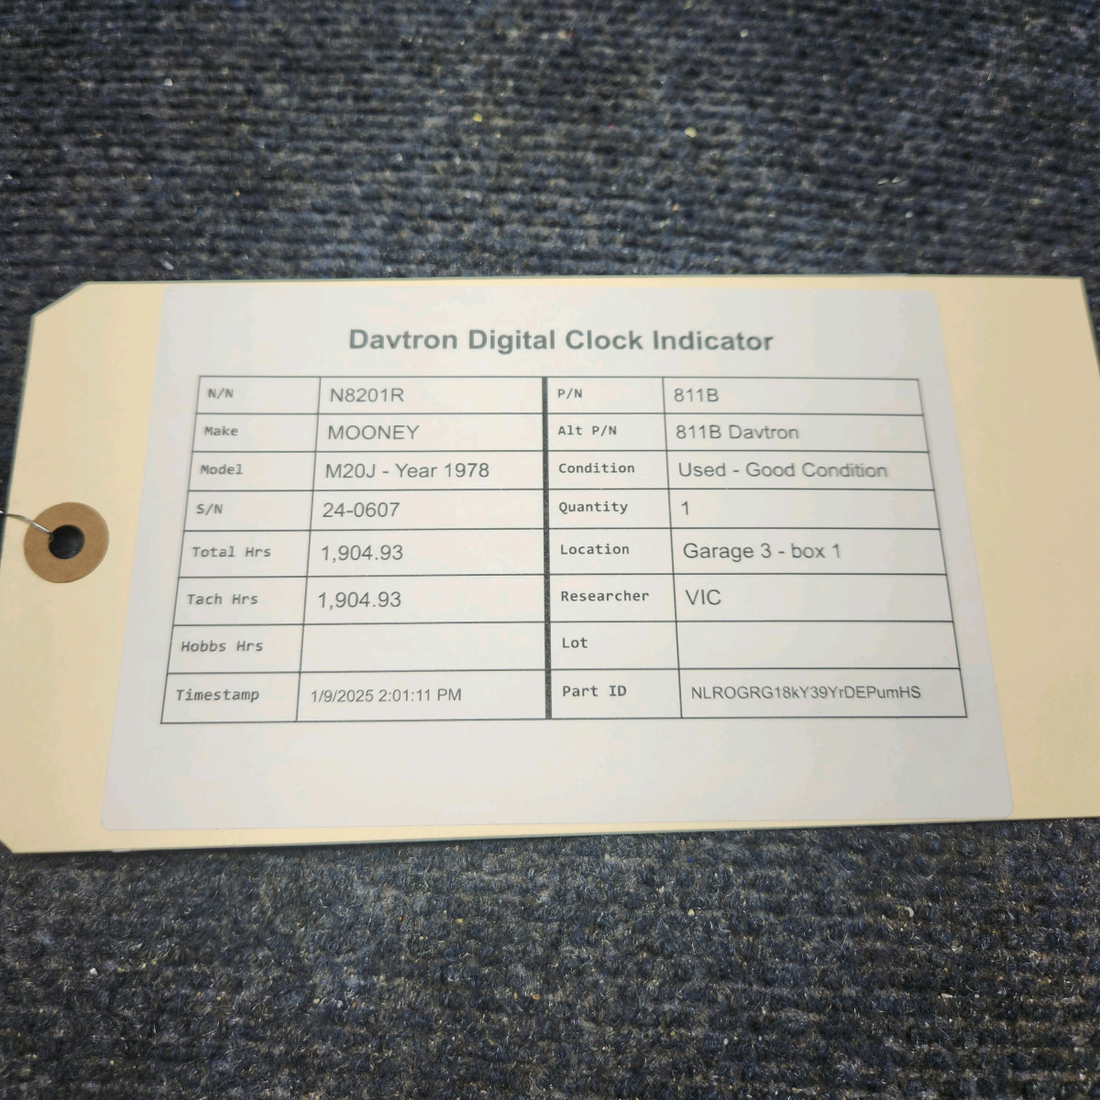 Davtron Digital Clock Indicator
N/N N8201R P/N 811B
Make MOONEY Alt P/N 811B Davtron
Model M20J - Year 1978 Condition Used - Good Condition
S/N 24-0607 Quantity 1
Total Hrs 1,904.93 Location Garage 3 - box 1
Tach Hrs 1,904.93 Researcher VIC
Hobbs Hrs Lot
Timestamp 1/9/2025 2:01:11 PM Part ID NLROGRG18kY39YrDEPumHS